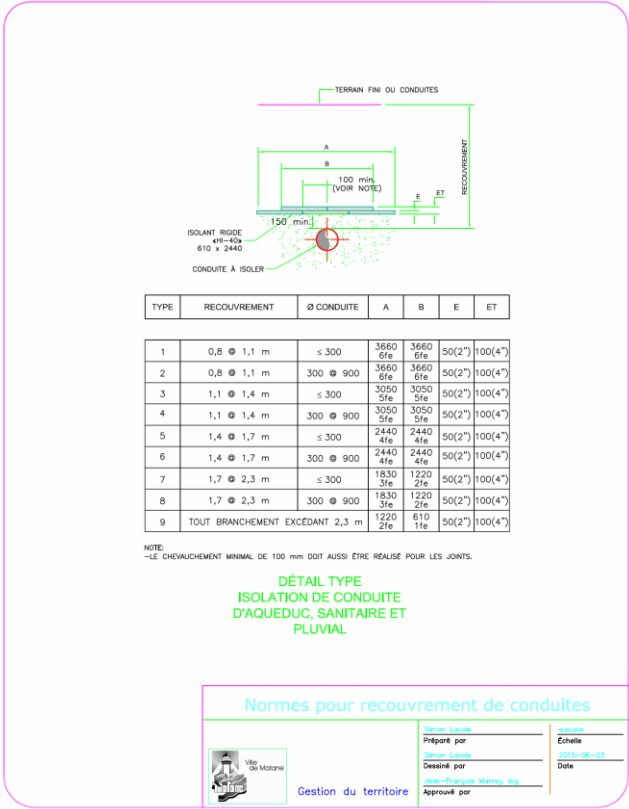 TERRAIN FINI OU CONDUITES
A
B
100 min.
(VOIR NOTE)
E
ET
RECOUVREMENT
150 min.
ISOLANT RIGIDE
«HI-40»
610 x 2440
CONDUITE À ISOLER
TYPE RECOUVREMENT Ø CONDUITE A B E ET
1 0,8 @ 1,1 m ≤ 300 3660 6fe 3660 6fe 50(2") 100(4")
2 0,8 @ 1,1 m 300 @ 900 3660 6fe 3660 6fe 50(2") 100(4")
3 1,1 @ 1,4 m ≤ 300 3050 5fe 3050 5fe 50(2") 100(4")
4 1,1 @ 1,4 m 300 @ 900 3050 5fe 3050 5fe 50(2") 100(4")
5 1,4 @ 1,7 m ≤ 300 2440 4fe 2440 4fe 50(2") 100(4")
6 1,4 @ 1,7 m 300 @ 900 2440 4fe 2440 4fe 50(2") 100(4")
7 1,7 @ 2,3 m ≤ 300 1830 3fe 1220 2fe 50(2") 100(4")
8 1,7 @ 2,3 m 300 @ 900 1830 3fe 1220 2fe 50(2") 100(4")
9 TOUT BRANCHEMENT EXCÉDANT 2,3 m 1220 2fe 610 1fe 50(2") 100(4")
NOTE:
-LE CHEVAUCHEMENT MINIMAL DE 100 mm DOIT AUSSI ÊTRE RÉALISÉ POUR LES JOINTS.
DÉTAIL TYPE
ISOLATION DE CONDUITE
D'AQUEDUC, SANITAIRE ET
PLUVIAL
Normes pour recouvrement de conduites
Simon Lavoie
Préparé par
aucune
Échelle
Simon Lavoie
Dessiné par
2015-06-23
Date
Jean-François Murray, ing.
Approuvé par
Ville
de Matane
Matane
Gestion du territoire